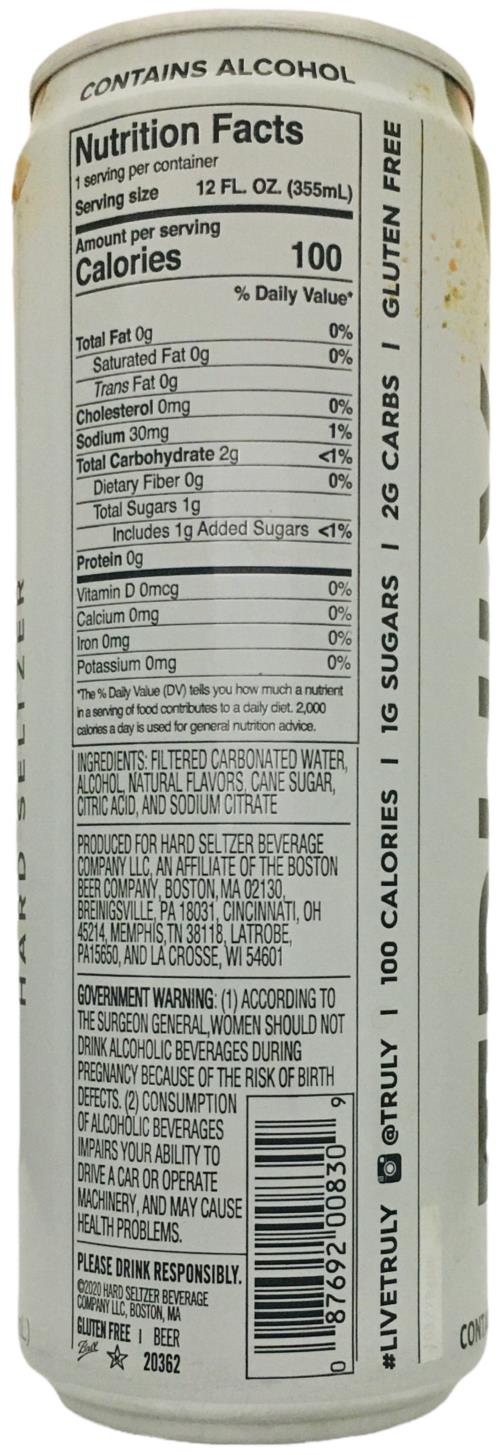 CONTAINS ALCOHOL
Nutrition Facts
1 serving per container
Serving size 12 FL. OZ. (355mL)
Amount per serving
Calories 100
% Daily Value*
Total Fat 0g 0%
Saturated Fat 0g 0%
Trans Fat 0g
Cholesterol 0mg 0%
Sodium 30mg 1%
Total Carbohydrate 2g <1%
Dietary Fiber 0g 0%
Total Sugars 1g
Includes 1g Added Sugars <1%
Protein 0g
Vitamin D 0mcg 0%
Calcium 0mg 0%
Iron 0mg 0%
Potassium 0mg 0%
*The % Daily Value (DV) tells you how much a nutrient
in a serving of food contributes to a daily diet. 2,000
calories a day is used for general nutrition advice.
INGREDIENTS: FILTERED CARBONATED WATER,
ALCOHOL, NATURAL FLAVORS, CANE SUGAR,
CITRIC ACID, AND SODIUM CITRATE
PRODUCED FOR HARD SELTZER BEVERAGE
COMPANY LLC, AN AFFILIATE OF THE BOSTON
BEER COMPANY, BOSTON, MA 02130,
BREINIGSVILLE, PA 18031, CINCINNATI, OH
45214, MEMPHIS, TN 38118, LATROBE,
PA15650, AND LA CROSSE, WI 54601
GOVERNMENT WARNING: (1) ACCORDING TO
THE SURGEON GENERAL, WOMEN SHOULD NOT
DRINK ALCOHOLIC BEVERAGES DURING
PREGNANCY BECAUSE OF THE RISK OF BIRTH
DEFECTS. (2) CONSUMPTION
OF ALCOHOLIC BEVERAGES
IMPAIRS YOUR ABILITY TO
DRIVE A CAR OR OPERATE
MACHINERY, AND MAY CAUSE
HEALTH PROBLEMS.
PLEASE DRINK RESPONSIBLY.
©2020 HARD SELTZER BEVERAGE
COMPANY LLC, BOSTON, MA
GLUTEN FREE | BEER
Ball 20362
0 87692 00830 9
#LIVETRULY @TRULY | 100 CALORIES | 1G SUGARS | 2G CARBS | GLUTEN FREE
HARD SELTZER
CONT